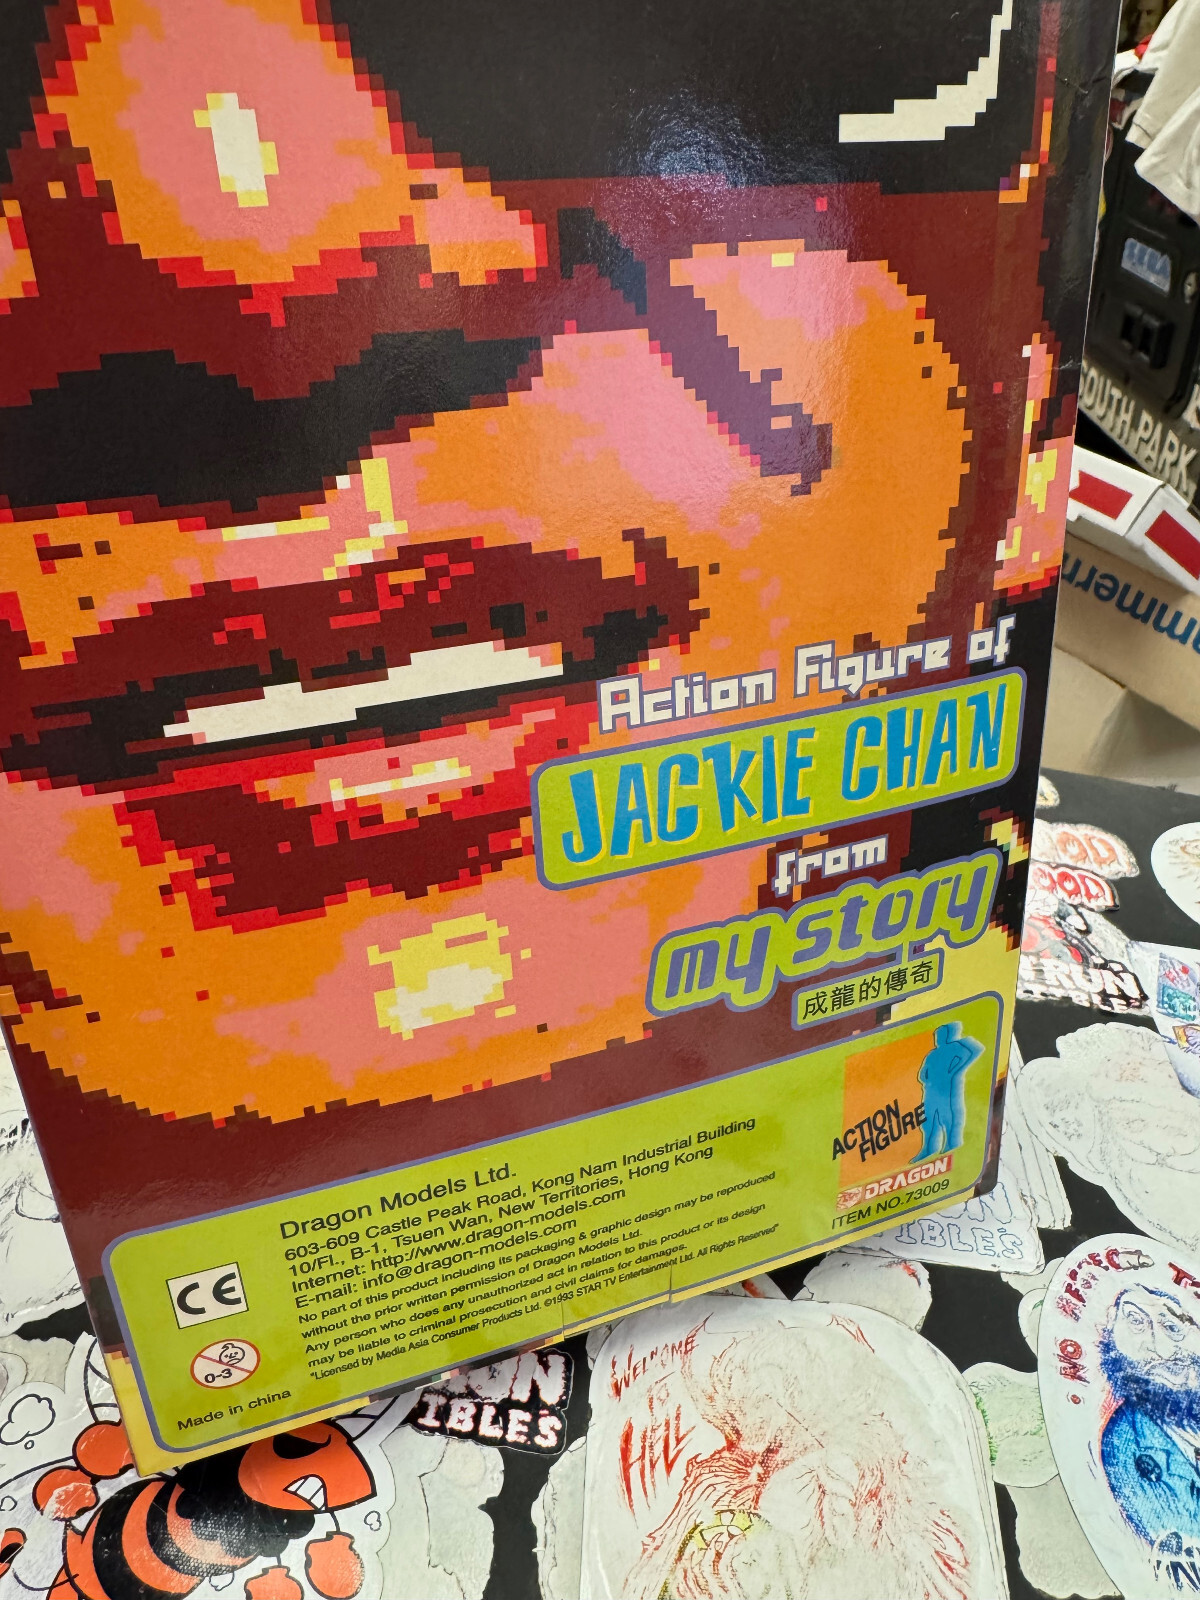 SEGA
SOUTH PARK
Action Figure of
JACKIE CHAN
from
my story
成龍的傳奇
ACTION
FIGURE
DRAGON
ITEM NO.73009
Dragon Models Ltd.
603-609 Castle Peak Road, Kong Nam Industrial Building
10/Fl., B-1, Tsuen Wan, New Territories, Hong Kong
Internet: http://www.dragon-models.com
E-mail: info@dragon-models.com
No part of this product including its packaging & graphic design may be reproduced
without the prior written permission of Dragon Models Ltd.
Any person who does any unauthorized act in relation to this product or its design
may be liable to criminal prosecution and civil claims for damages.
"Licensed by Media Asia Consumer Products Ltd. ©1993 STAR TV Entertainment Ltd. All Rights Reserved"
CE
0-3
Made in china
IBLES
IBLES
WELCOME
HELL
NO